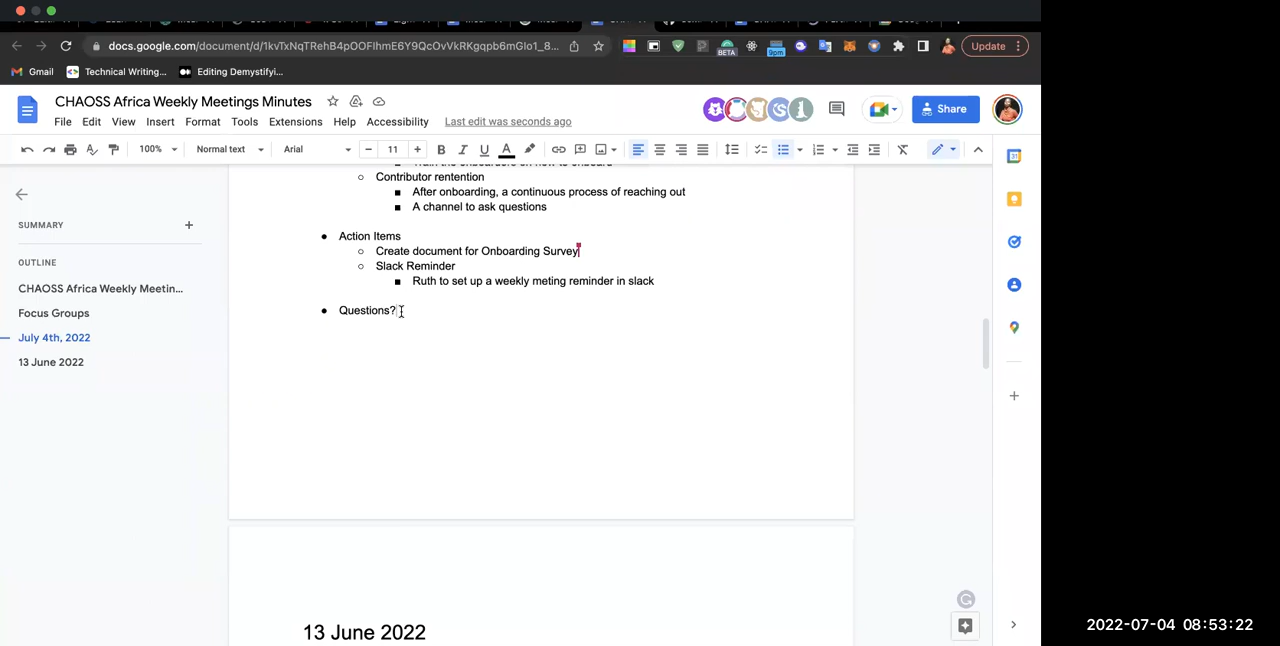 docs.google.com/document/d/1kvTxNqTRehB4pOOFIhmE6Y9QcOvVkRKgqpb6mGlo1_8...
BETA
9pm
Update
Gmail
Technical Writing...
Editing Demystifyi...
CHAOSS Africa Weekly Meetings Minutes
Share
File Edit View Insert Format Tools Extensions Help Accessibility Last edit was seconds ago
100% Normal text Arial 11
Contributor rentention
After onboarding, a continuous process of reaching out
A channel to ask questions
SUMMARY
Action Items
Create document for Onboarding Survey
OUTLINE
Slack Reminder
Ruth to set up a weekly meting reminder in slack
CHAOSS Africa Weekly Meetin...
Focus Groups
Questions?
July 4th, 2022
13 June 2022
13 June 2022
2022-07-04 08:53:22